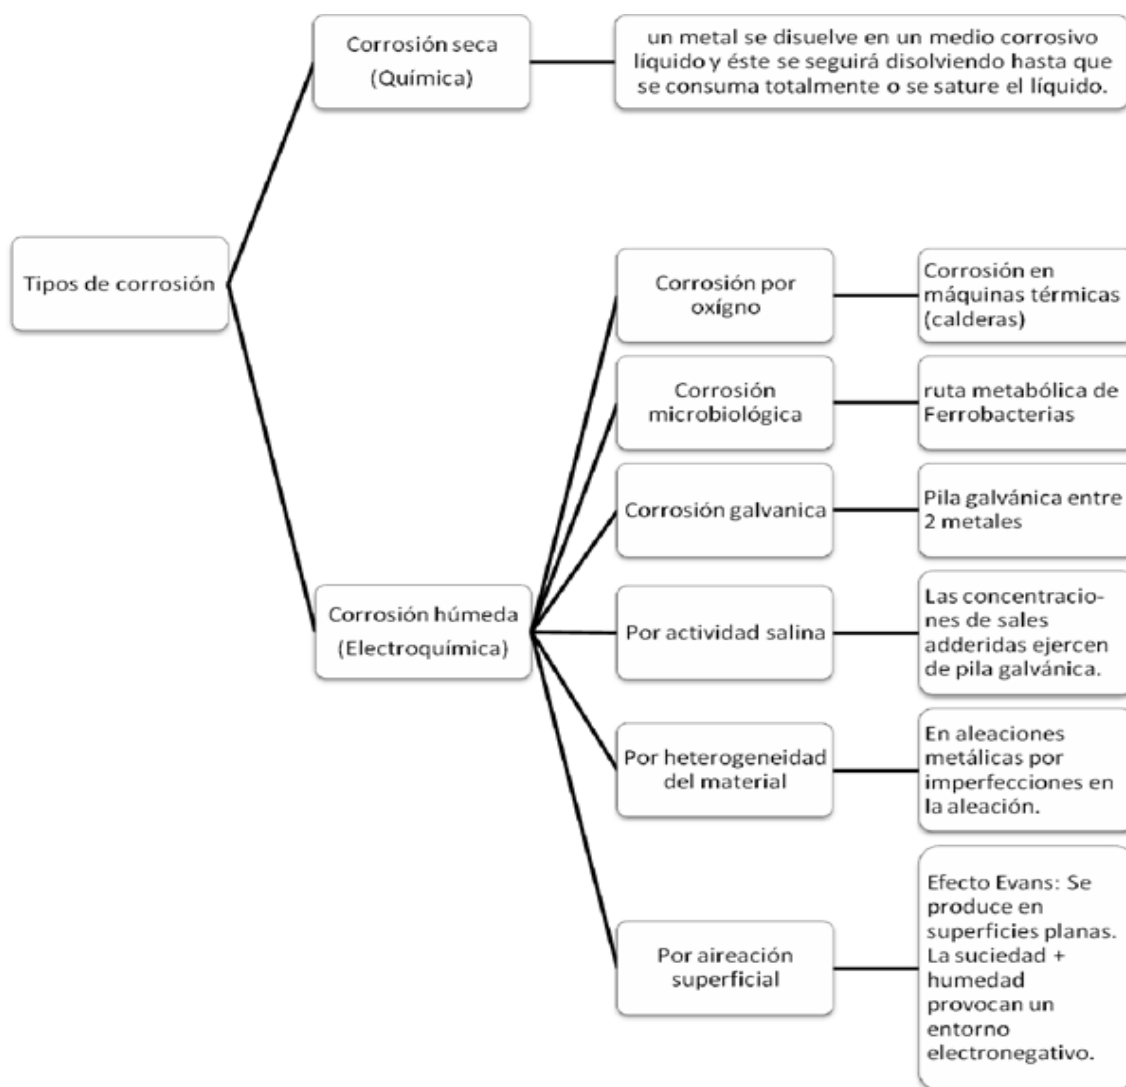 Corrosión seca
(Química)
un metal se disuelve en un medio corrosivo
líquido y éste se seguirá disolviendo hasta que
se consuma totalmente o se sature el líquido.
Tipos de corrosión
Corrosión húmeda
(Electroquímica)
Corrosión por
oxígno
Corrosión en
máquinas térmicas
(calderas)
Corrosión
microbiológica
ruta metabólica de
Ferrobacterias
Corrosión galvanica
Pila galvánica entre
2 metales
Por actividad salina
Las concentracio-
nes de sales
adderidas ejercen
de pila galvánica.
Por heterogeneidad
del material
En aleaciones
metálicas por
imperfecciones en
la aleación.
Por aireación
superficial
Efecto Evans: Se
produce en
superficies planas.
La suciedad +
humedad
provocan un
entorno
electronegativo.